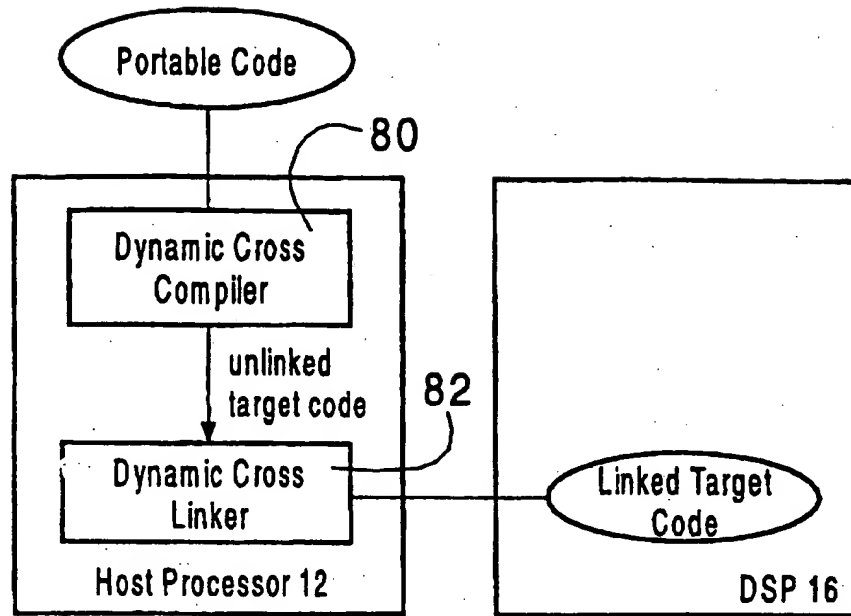 Portable Code
80
Dynamic Cross
Compiler
unlinked
target code
82
Dynamic Cross
Linker
Linked Target
Code
Host Processor 12
DSP 16